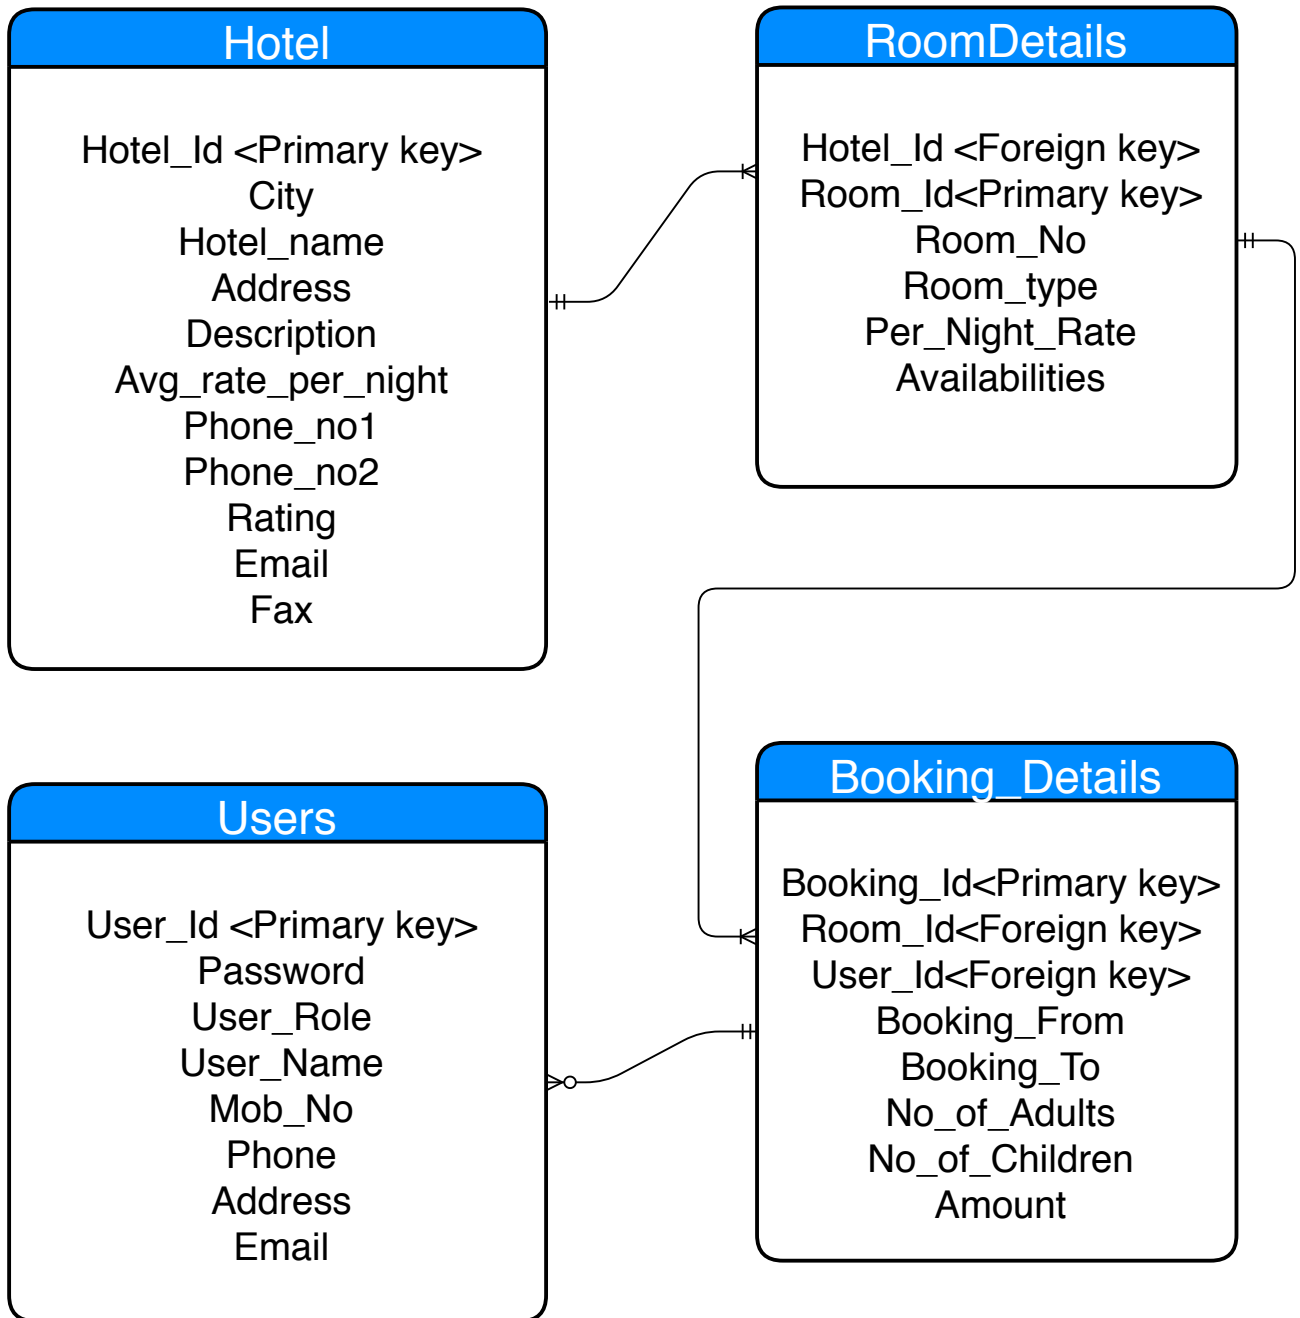 Hotel
Hotel_Id <Primary key>
City
Hotel_name
Address
Description
Avg_rate_per_night
Phone_no1
Phone_no2
Rating
Email
Fax
RoomDetails
Hotel_Id <Foreign key>
Room_Id<Primary key>
Room_No
Room_type
Per_Night_Rate
Availabilities
Users
User_Id <Primary key>
Password
User_Role
User_Name
Mob_No
Phone
Address
Email
Booking_Details
Booking_Id<Primary key>
Room_Id<Foreign key>
User_Id<Foreign key>
Booking_From
Booking_To
No_of_Adults
No_of_Children
Amount